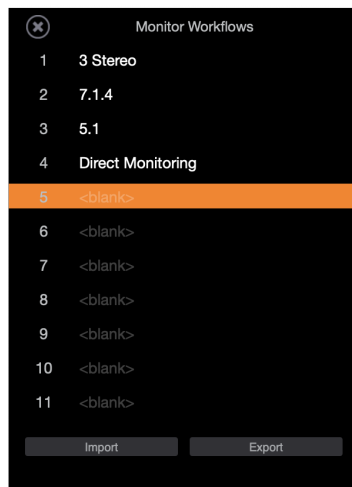 Monitor Workflows
1 3 Stereo
2 7.1.4
3 5.1
4 Direct Monitoring
5 <blank>
6 <blank>
7 <blank>
8 <blank>
9 <blank>
10 <blank>
11 <blank>
Import Export